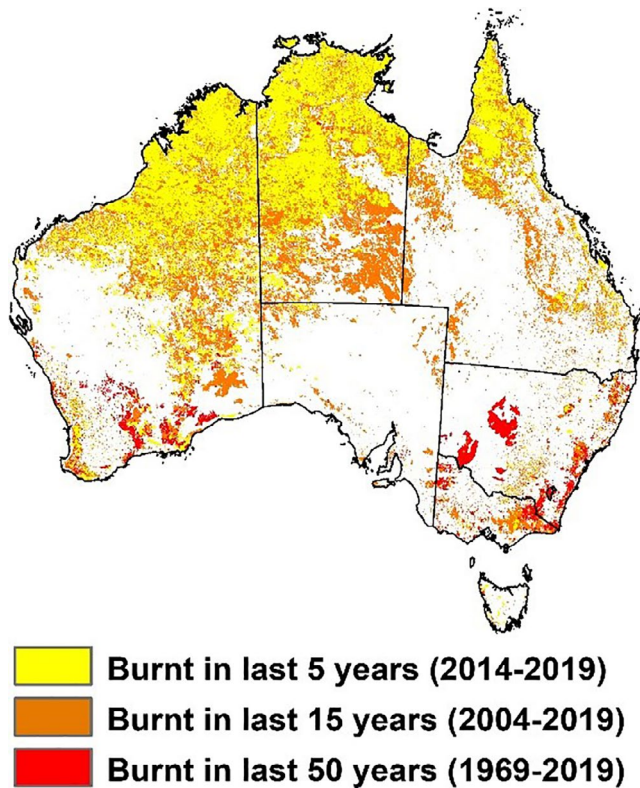 Burnt in last 5 years (2014-2019)
Burnt in last 15 years (2004-2019)
Burnt in last 50 years (1969-2019)